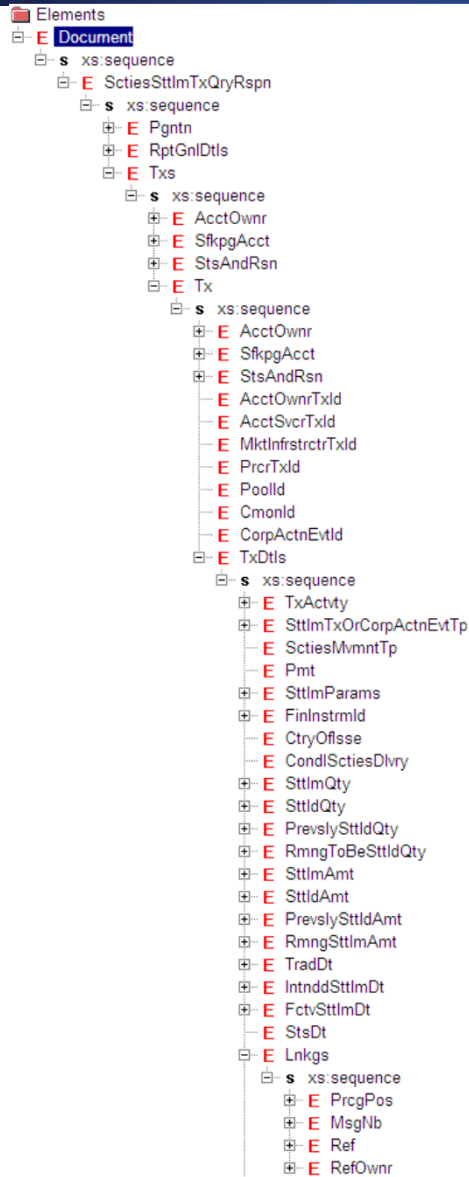 Elements
E Document
s xs:sequence
E SctiesSttlmTxQryRspn
s xs:sequence
E Pgntn
E RptGnlDtls
E Txs
s xs:sequence
E AcctOwnr
E SfkpgAcct
E StsAndRsn
E Tx
s xs:sequence
E AcctOwnr
E SfkpgAcct
E StsAndRsn
E AcctOwnrTxId
E AcctSvcrTxId
E MktInfrstrctrTxId
E PrcrTxId
E PoolId
E CmonId
E CorpActnEvtId
E TxDtls
s xs:sequence
E TxActvty
E SttlmTxOrCorpActnEvtTp
E SctiesMvmntTp
E Pmt
E SttlmParams
E FinInstrmId
E CtryOfIsse
E CondlSctiesDlvry
E SttlmQty
E SttldQty
E PrevslySttldQty
E RmngToBeSttldQty
E SttlmAmt
E SttldAmt
E PrevslySttldAmt
E RmngSttlmAmt
E TradDt
E IntnddSttlmDt
E FctvSttlmDt
E StsDt
E Lnkgs
s xs:sequence
E PrcgPos
E MsgNb
E Ref
E RefOwnr